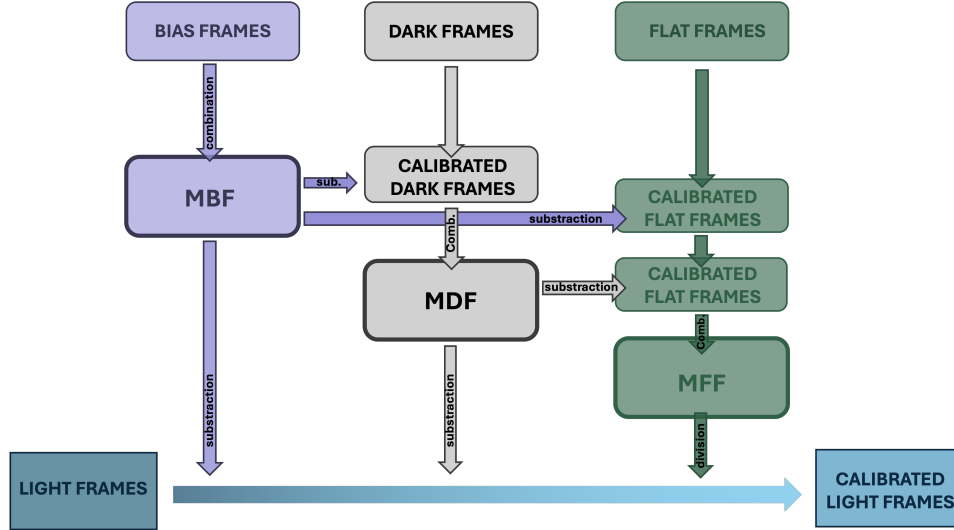 BIAS FRAMES
DARK FRAMES
FLAT FRAMES
combination
MBF
sub.
CALIBRATED
DARK FRAMES
CALIBRATED
FLAT FRAMES
substraction
Comb.
MDF
substraction
CALIBRATED
FLAT FRAMES
Comb.
MFF
substraction
substraction
division
LIGHT FRAMES
CALIBRATED
LIGHT FRAMES